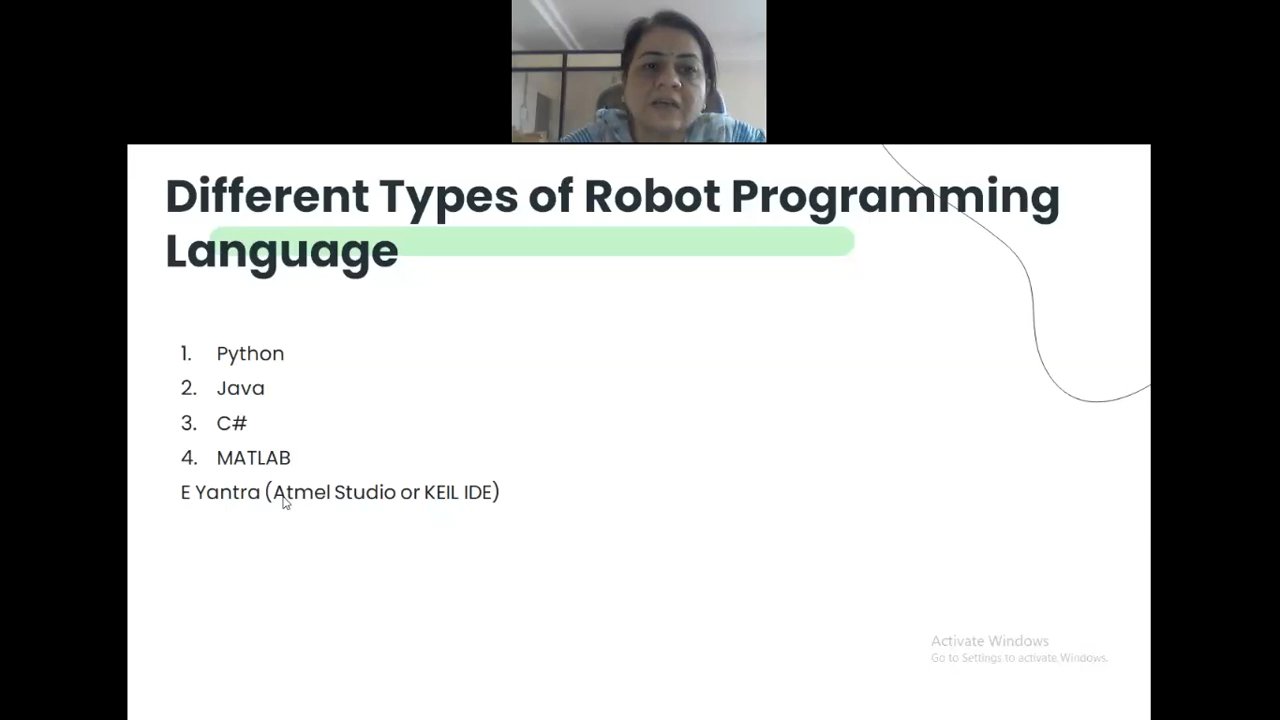 Different Types of Robot Programming
Language
1. Python
2. Java
3. C#
4. MATLAB
E Yantra (Atmel Studio or KEIL IDE)
Activate Windows
Go to Settings to activate Windows.